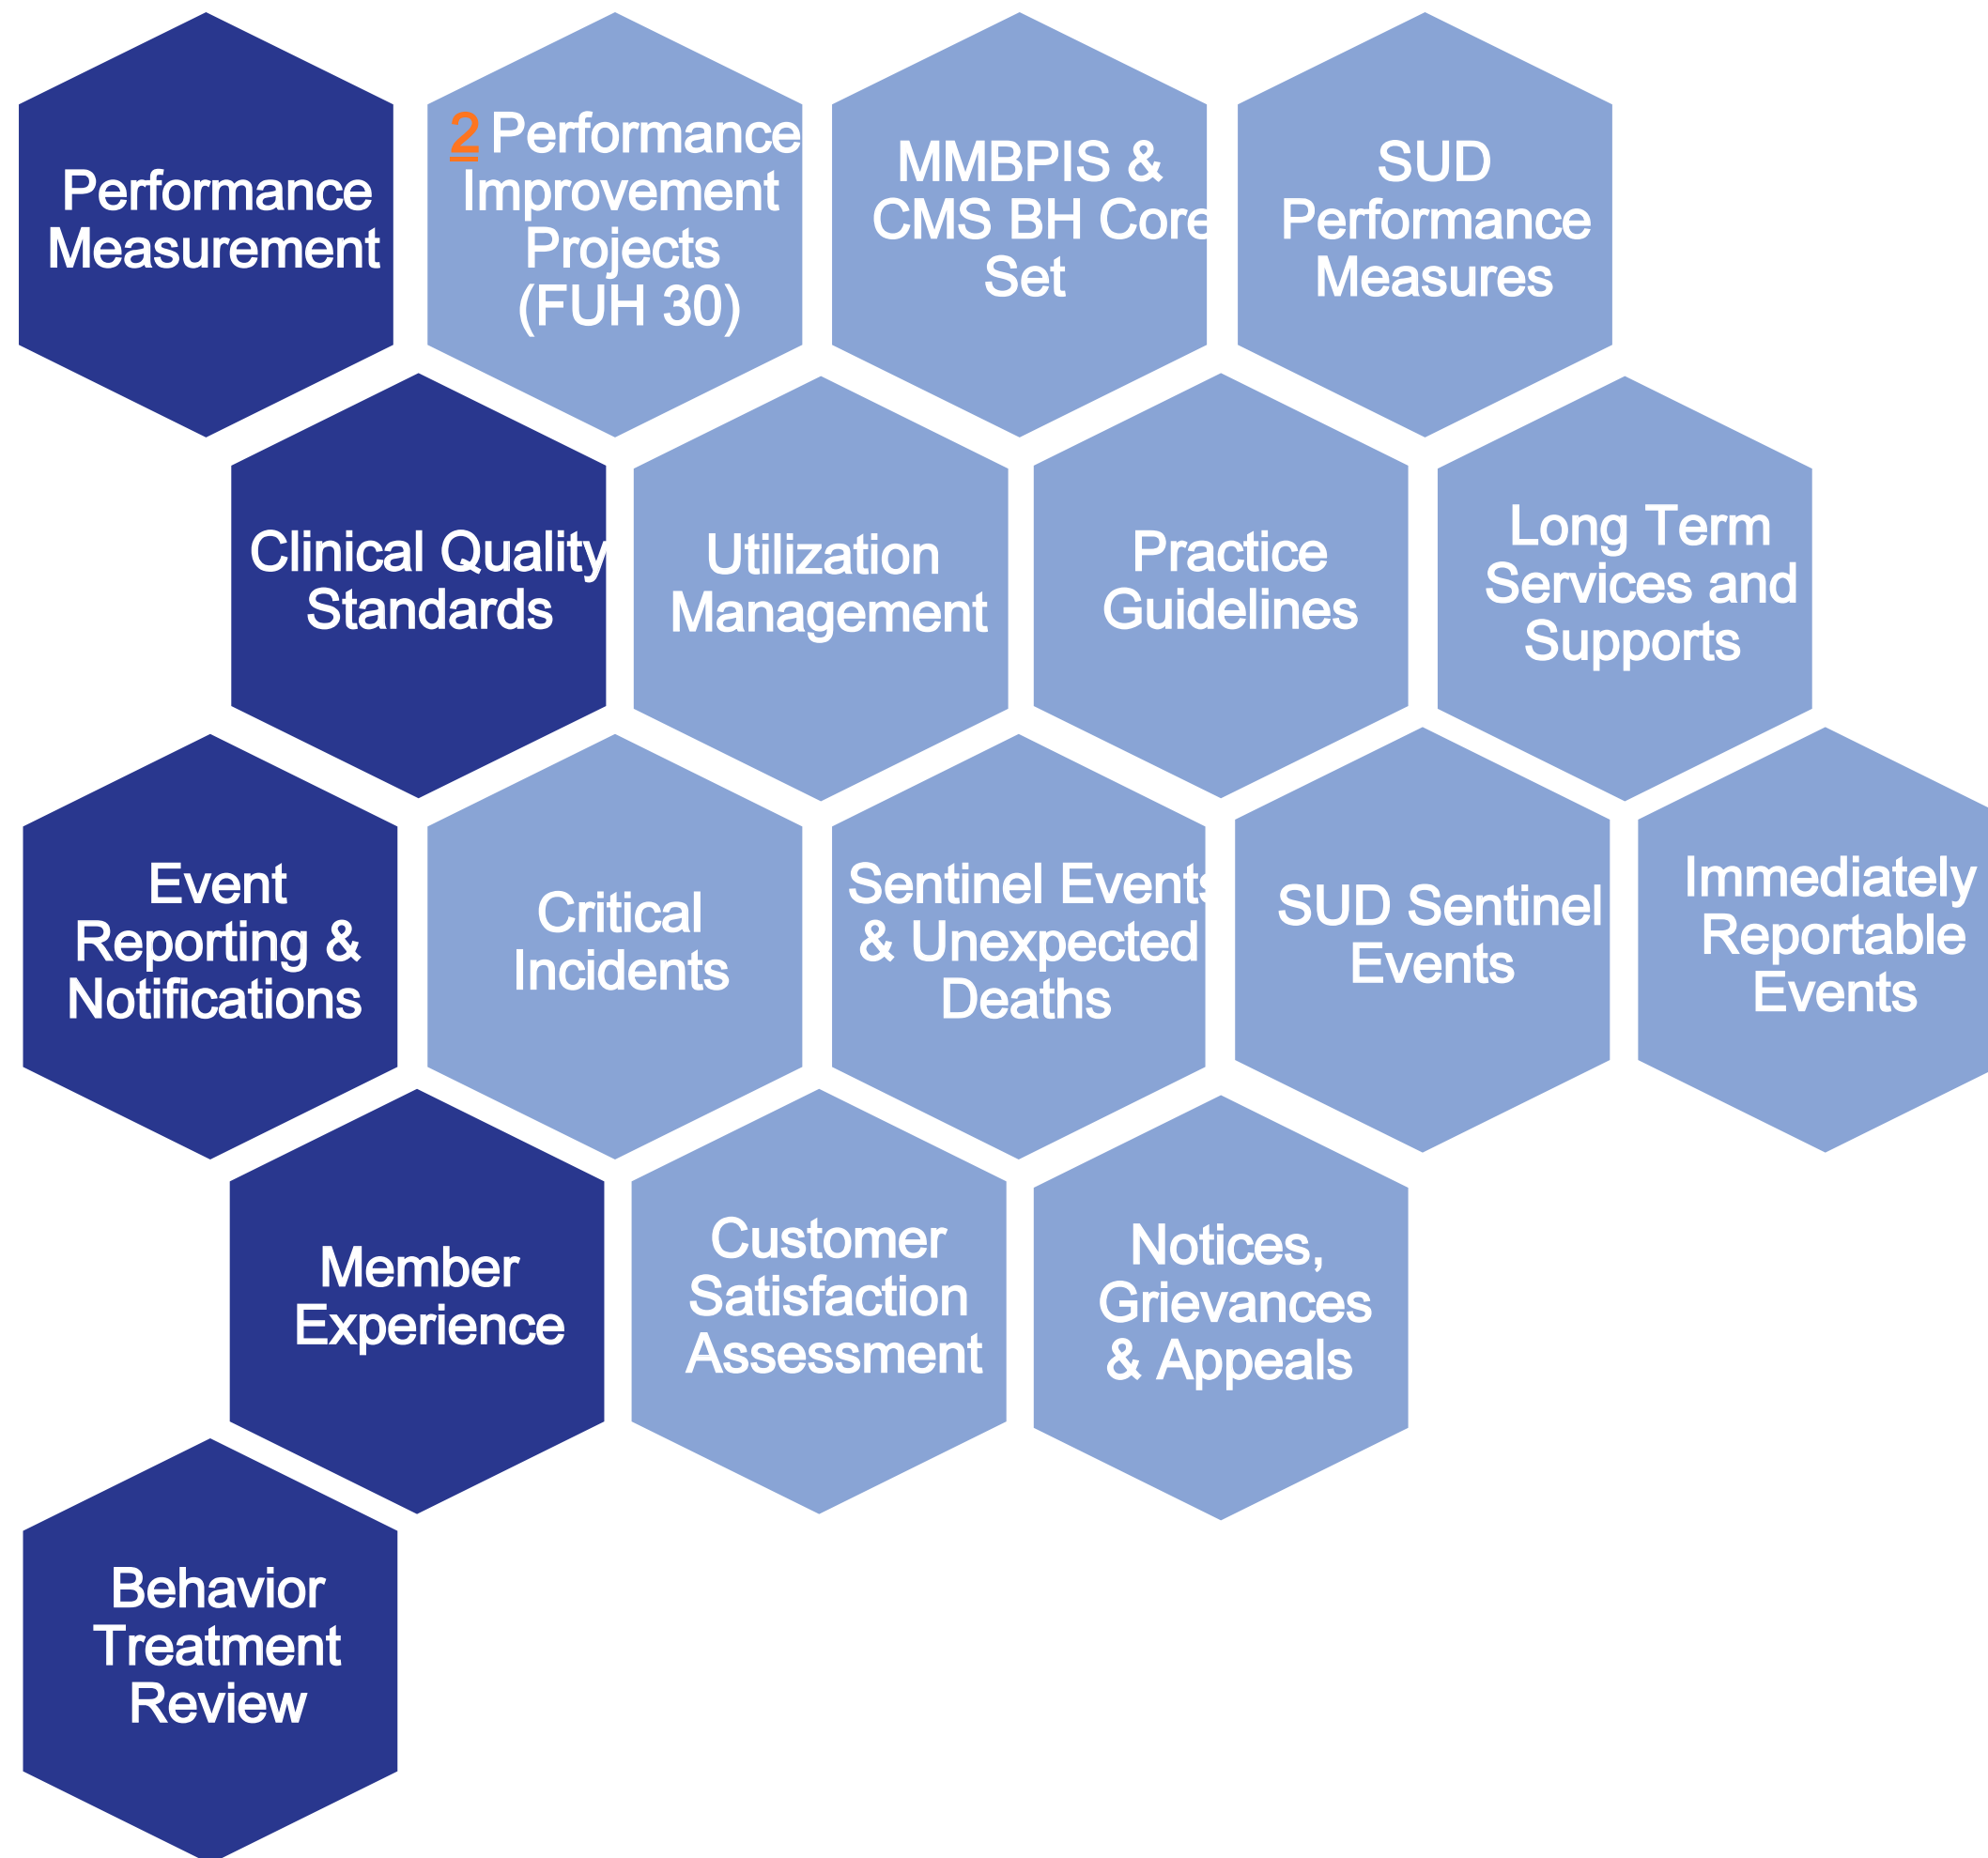 Performance
Measurement
2 Performance
Improvement
Projects
(FUH 30)
MMBPIS &
CMS BH Core
Set
SUD
Performance
Measures
Clinical Quality
Standards
Utilization
Management
Practice
Guidelines
Long Term
Services and
Supports
Event
Reporting &
Notifications
Critical
Incidents
Sentinel Events
& Unexpected
Deaths
SUD Sentinel
Events
Immediately
Reportable
Events
Member
Experience
Customer
Satisfaction
Assessment
Notices,
Grievances
& Appeals
Behavior
Treatment
Review